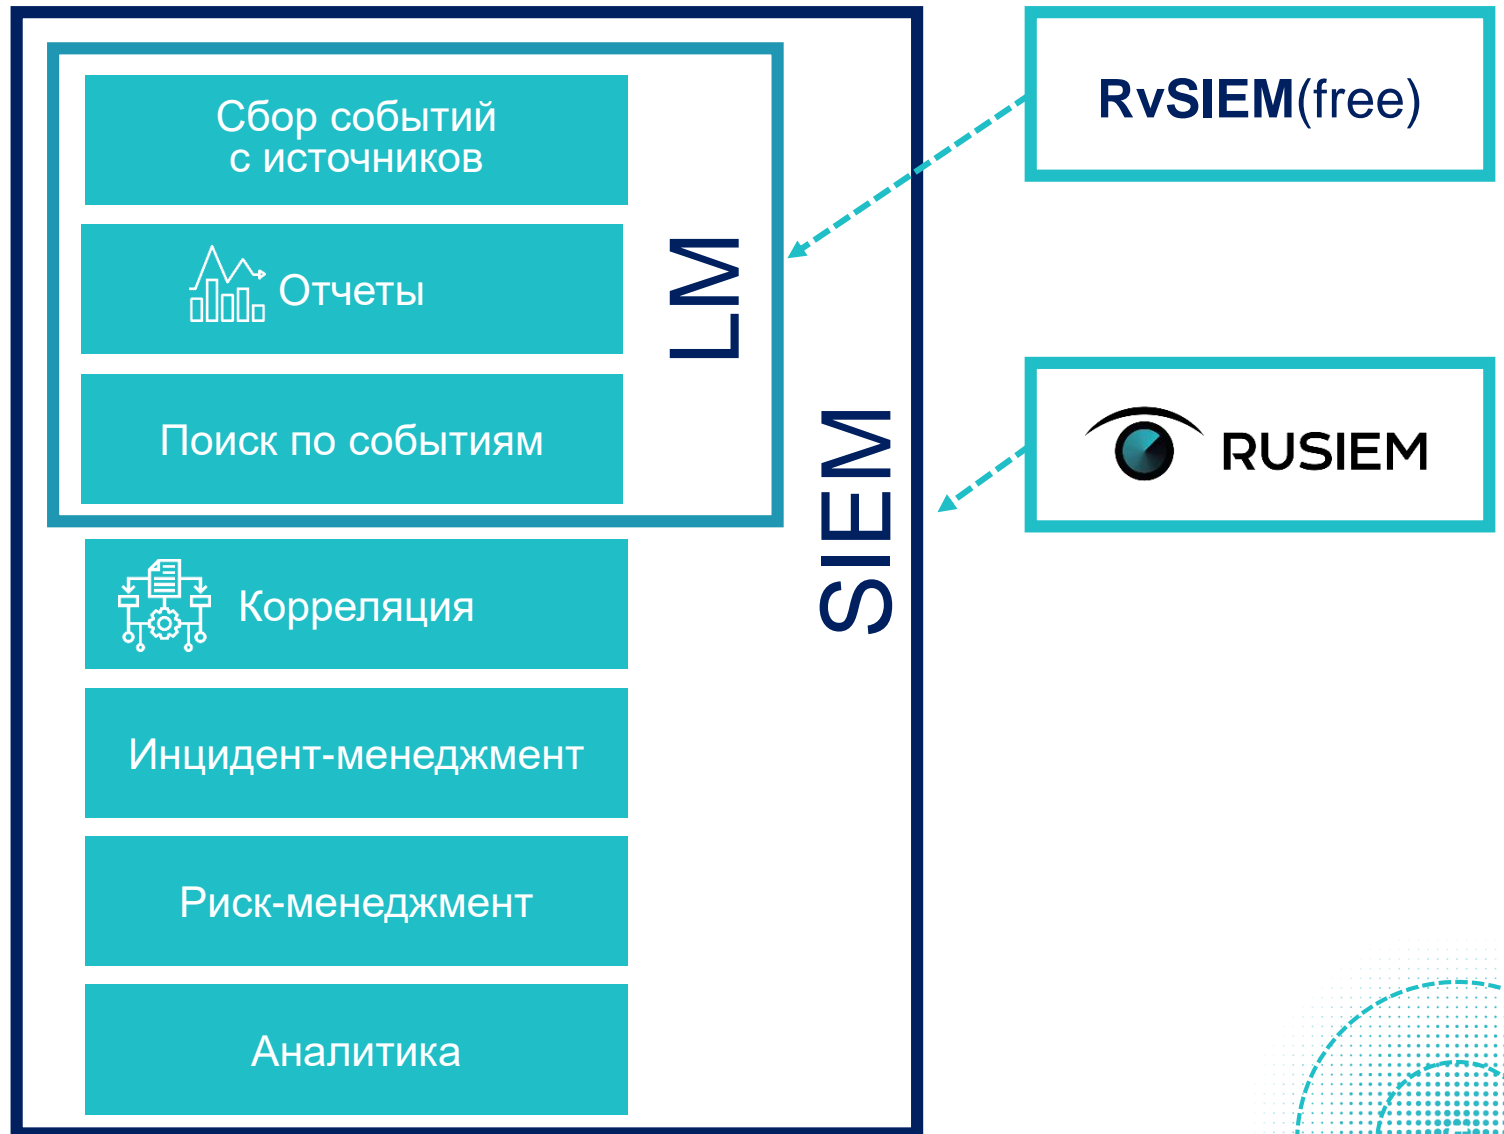 Сбор событий
с источников
Отчеты
Поиск по событиям
LM
Корреляция
Инцидент-менеджмент
Риск-менеджмент
Аналитика
SIEM
RvSIEM(free)
RUSIEM